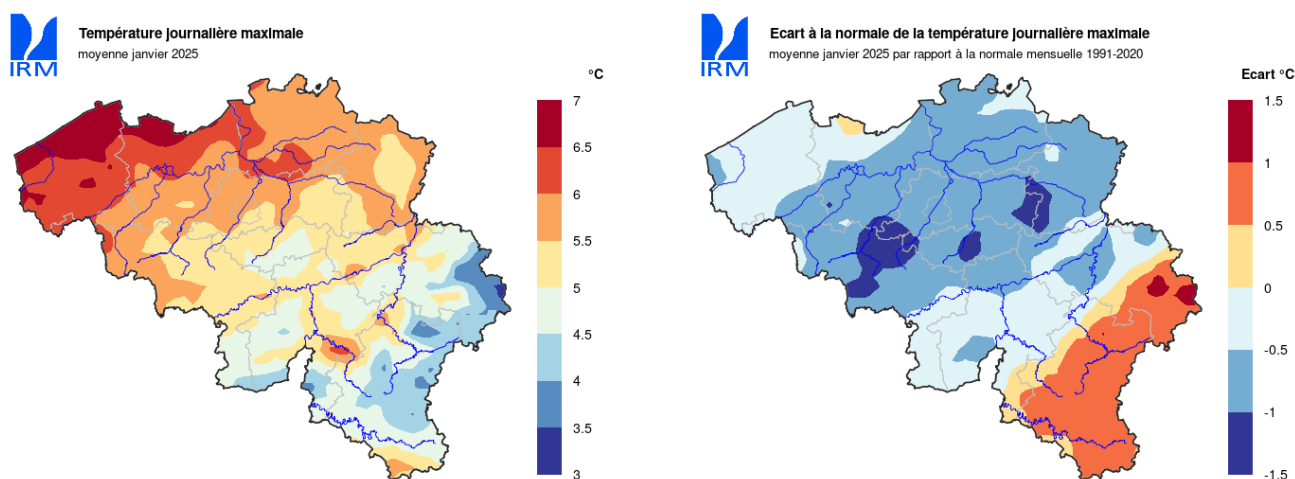 Température journalière maximale
moyenne janvier 2025
IRM
°C
7
6.5
6
5.5
5
4.5
4
3.5
3
Ecart à la normale de la température journalière maximale
moyenne janvier 2025 par rapport à la normale mensuelle 1991-2020
IRM
Ecart °C
1.5
1
0.5
0
-0.5
-1
-1.5